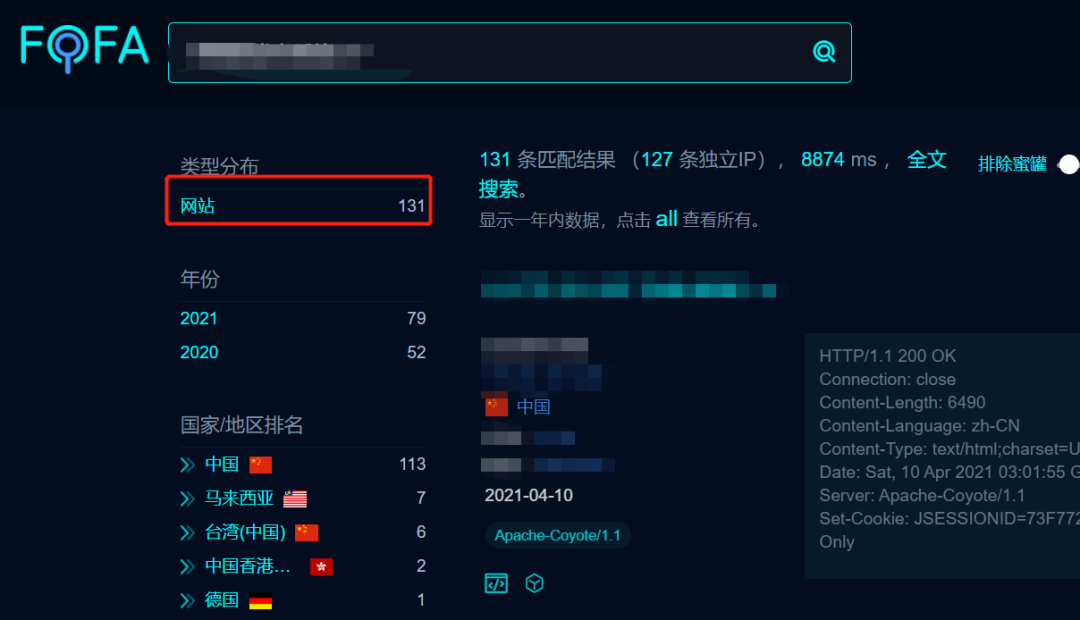 FOFA
类型分布
网站 131
年份
2021 79
2020 52
国家/地区排名
中国 113
马来西亚 7
台湾(中国) 6
中国香港... 2
德国 1
131 条匹配结果 （127 条独立IP），8874 ms，全文
搜索。
显示一年内数据，点击 all 查看所有。
排除蜜罐
中国
2021-04-10
Apache-Coyote/1.1
HTTP/1.1 200 OK
Connection: close
Content-Length: 6490
Content-Language: zh-CN
Content-Type: text/html;charset=U
Date: Sat, 10 Apr 2021 03:01:55 G
Server: Apache-Coyote/1.1
Set-Cookie: JSESSIONID=73F772
Only